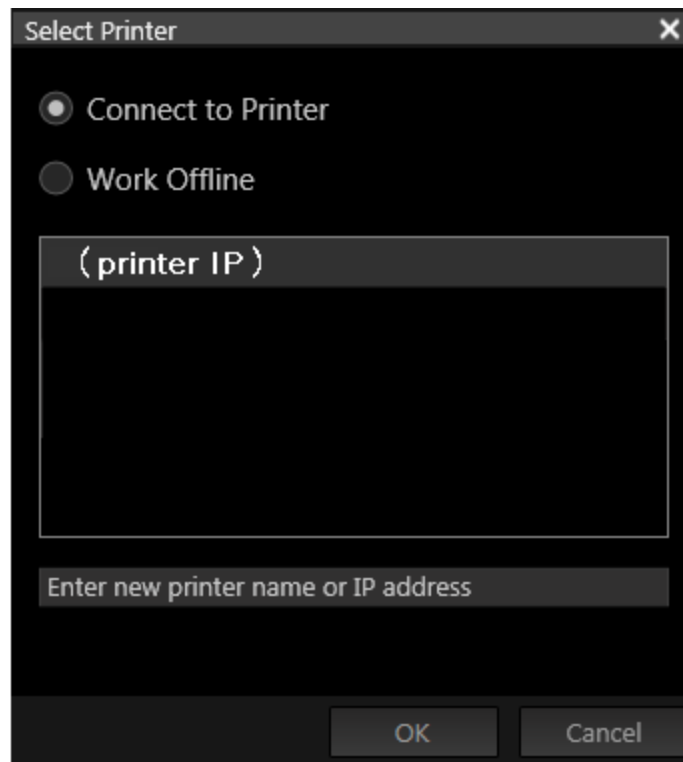 Select Printer
Connect to Printer
Work Offline
(printer IP)
Enter new printer name or IP address
OK
Cancel